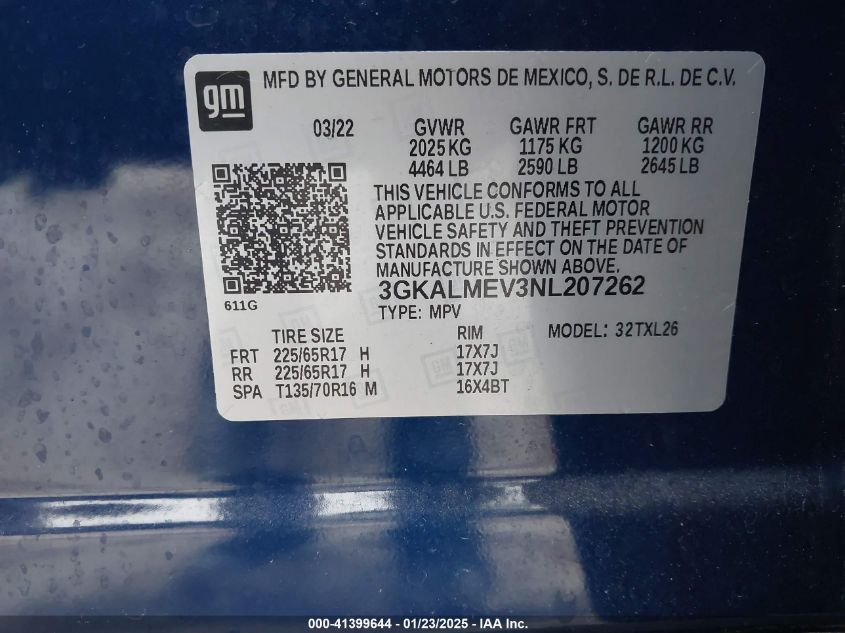 gm
MFD BY GENERAL MOTORS DE MEXICO, S. DE R.L. DE C.V.
03/22 GVWR GAWR FRT GAWR RR
2025 KG 1175 KG 1200 KG
4464 LB 2590 LB 2645 LB
THIS VEHICLE CONFORMS TO ALL
APPLICABLE U.S. FEDERAL MOTOR
VEHICLE SAFETY AND THEFT PREVENTION
STANDARDS IN EFFECT ON THE DATE OF
MANUFACTURE SHOWN ABOVE.
611G
3GKALMEV3NL207262
TYPE: MPV
TIRE SIZE RIM MODEL: 32TXL26
FRT 225/65R17 H 17X7J
RR 225/65R17 H 17X7J
SPA T135/70R16 M 16X4BT
000-41399644 — 01/23/2025 — IAA Inc.